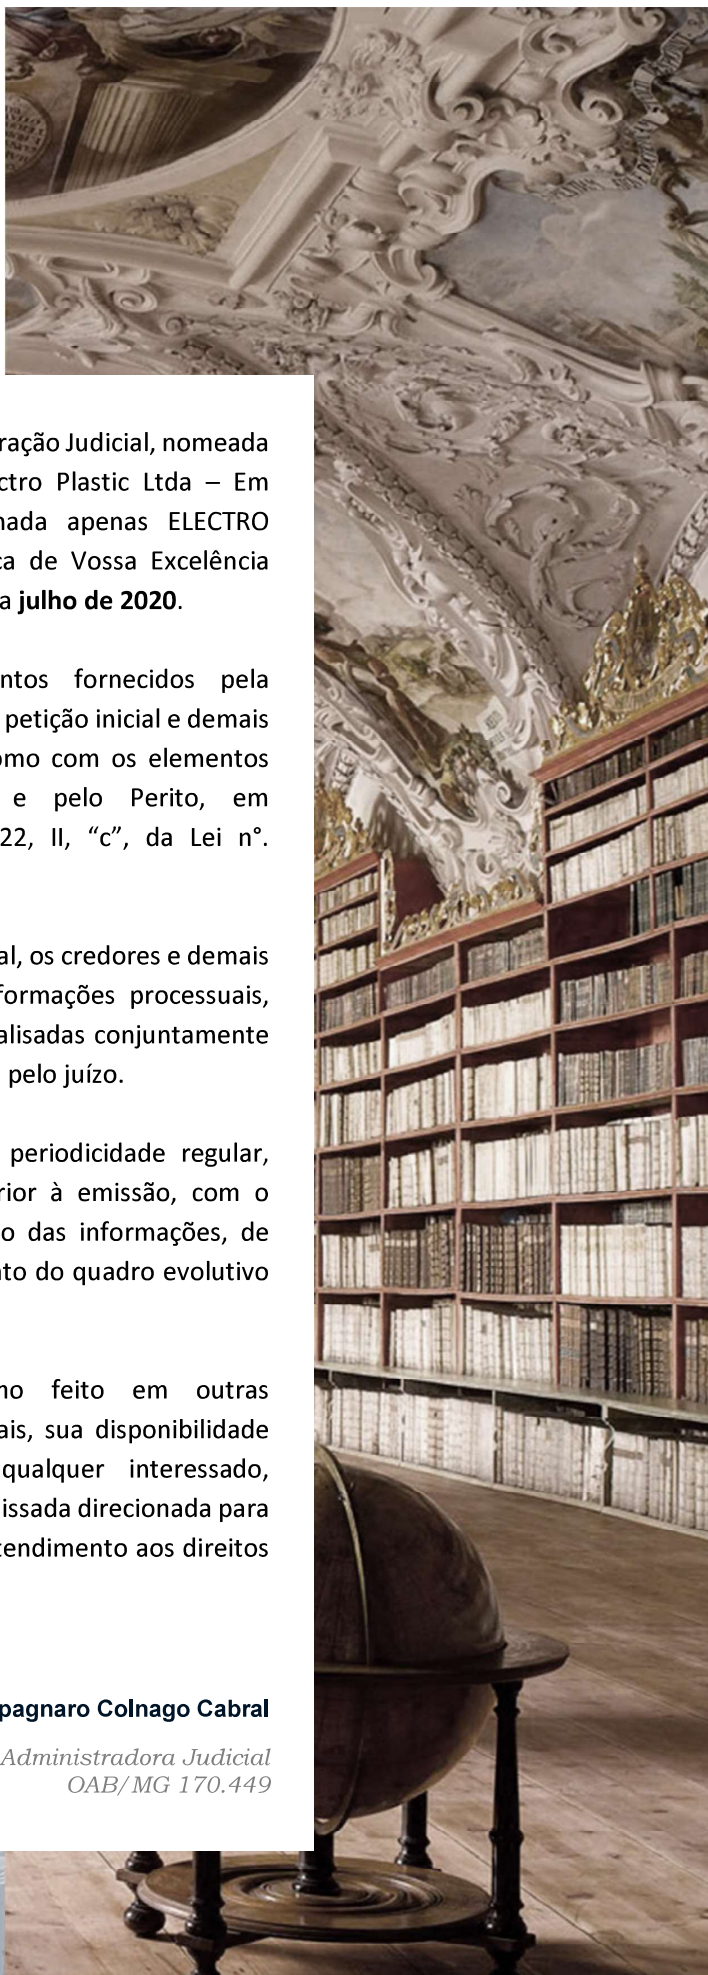 ração Judicial, nomeada
ctro Plastic Ltda – Em
nada apenas ELECTRO
ca de Vossa Excelência
a julho de 2020.
ntos fornecidos pela
petição inicial e demais
omo com os elementos
e pelo Perito, em
22, II, “c”, da Lei n°.
al, os credores e demais
formações processuais,
alisadas conjuntamente
pelo juízo.
periodicidade regular,
rior à emissão, com o
o das informações, de
nto do quadro evolutivo
no feito em outras
ais, sua disponibilidade
qualquer interessado,
issada direcionada para
tendimento aos direitos
pagnaro Colnago Cabral
Administradora Judicial
OAB/MG 170.449